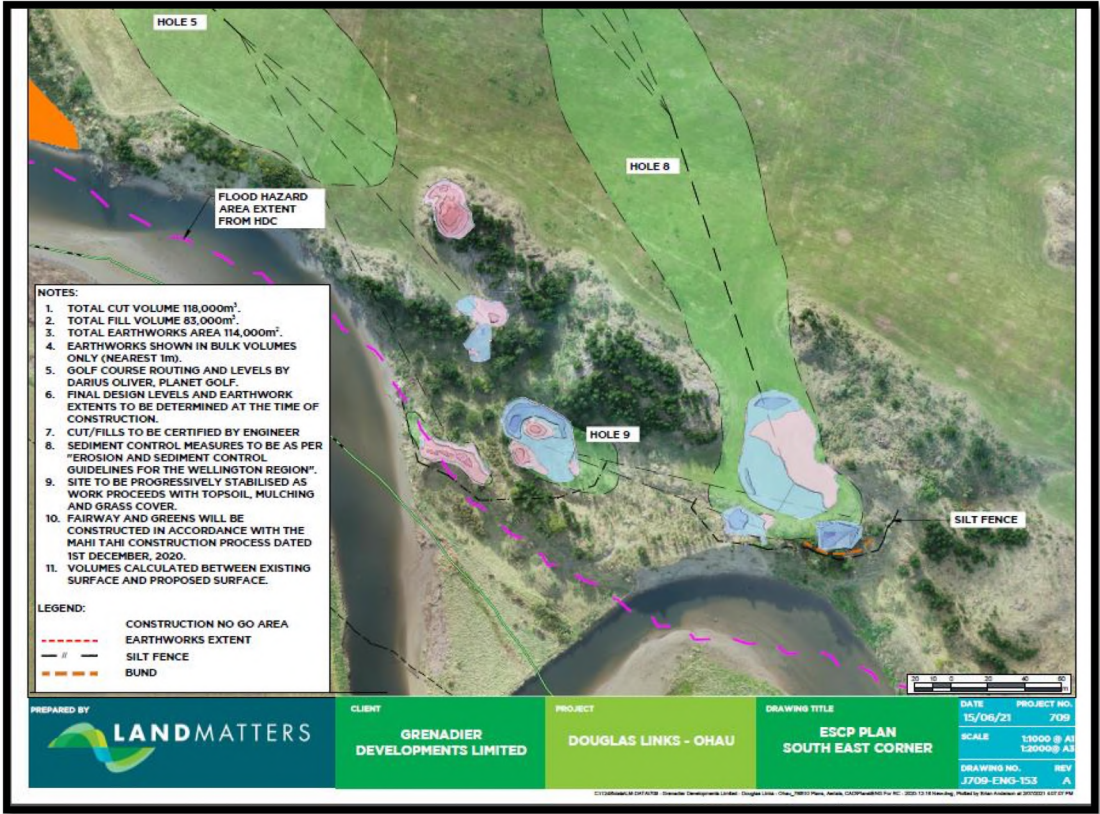 HOLE 5
HOLE 8
FLOOD HAZARD
AREA EXTENT
FROM HDC
NOTES:
1. TOTAL CUT VOLUME 118,000m³.
2. TOTAL FILL VOLUME 83,000m³.
3. TOTAL EARTHWORKS AREA 114,000m².
4. EARTHWORKS SHOWN IN BULK VOLUMES
ONLY (NEAREST 1m).
5. GOLF COURSE ROUTING AND LEVELS BY
DARIUS OLIVER, PLANET GOLF.
6. FINAL DESIGN LEVELS AND EARTHWORK
EXTENTS TO BE DETERMINED AT THE TIME OF
CONSTRUCTION.
7. CUT/FILLS TO BE CERTIFIED BY ENGINEER
8. SEDIMENT CONTROL MEASURES TO BE AS PER
"EROSION AND SEDIMENT CONTROL
GUIDELINES FOR THE WELLINGTON REGION".
9. SITE TO BE PROGRESSIVELY STABILISED AS
WORK PROCEEDS WITH TOPSOIL, MULCHING
AND GRASS COVER.
10. FAIRWAY AND GREENS WILL BE
CONSTRUCTED IN ACCORDANCE WITH THE
MAHI TAHI CONSTRUCTION PROCESS DATED
1ST DECEMBER, 2020.
11. VOLUMES CALCULATED BETWEEN EXISTING
SURFACE AND PROPOSED SURFACE.
LEGEND:
CONSTRUCTION NO GO AREA
EARTHWORKS EXTENT
SILT FENCE
BUND
HOLE 9
SILT FENCE
20 10 0 20 40 60
m
PREPARED BY
LANDMATTERS
CLIENT
GRENADIER
DEVELOPMENTS LIMITED
PROJECT
DOUGLAS LINKS - OHAU
DRAWING TITLE
ESCP PLAN
SOUTH EAST CORNER
DATE PROJECT NO.
15/06/21 709
SCALE 1:1000 @ A1
1:2000@ A3
DRAWING NO. REV
J709-ENG-153 A